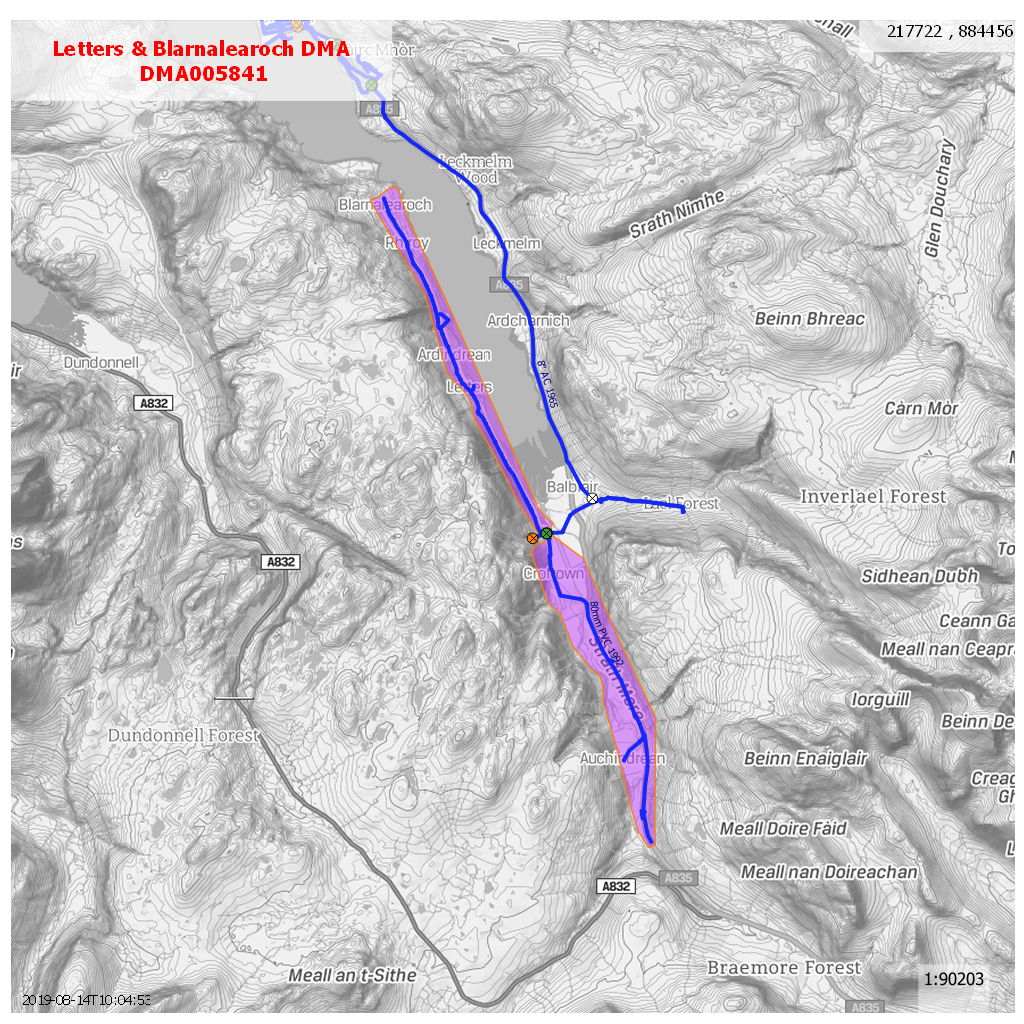 Letters & Blarnalearoch DMA
DMA005841
217722 , 884456
A835
Leckmelm
Wood
Srath Nimhe
Glen Douchary
Blarnalearoch
Rhiroy
Leckmelm
A835
Ardcharnich
Beinn Bhreac
Ardindrean
Dundonnell
Letters
8" AC 1965
A832
Càrn Mòr
Balblair
Lael Forest
Inverlael Forest
A832
Croftown
Sidhean Dubh
80mm PVC 1992
Strath More
Ceann Ga
Meall nan Ceapra
Iorguill
Beinn De
Dundonnell Forest
Auchindrean
Beinn Enaiglair
Creag
Gh
Meall Doire Fàid
Meall nan Doireachan
A832
A835
Meall an t-Sithe
Braemore Forest
1:90203
2019-08-14T10:04:53
A835